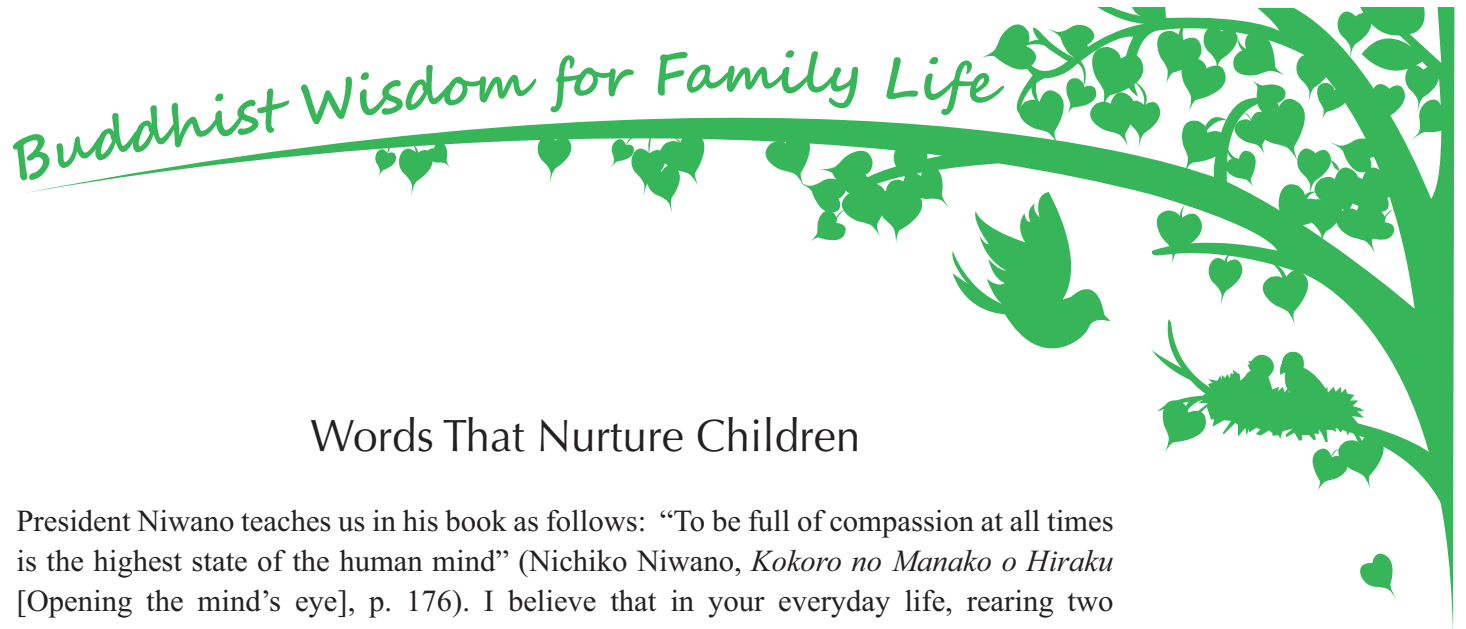 Buddhist Wisdom for Family Life
Words That Nurture Children
President Niwano teaches us in his book as follows: “To be full of compassion at all times
is the highest state of the human mind” (Nichiko Niwano, Kokoro no Manako o Hiraku
[Opening the mind’s eye], p. 176). I believe that in your everyday life, rearing two